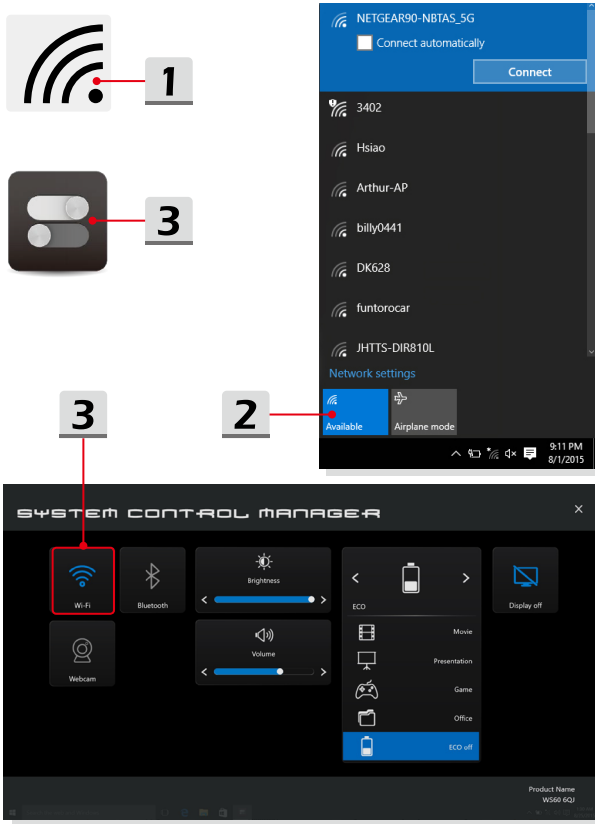 1
3
NETGEAR90-NBTAS_5G
Connect automatically
Connect
3402
Hsiao
Arthur-AP
billy0441
DK628
funtorocar
JHTTS-DIR810L
Network settings
Available
Airplane mode
9:11 PM
8/1/2015
2
3
SYSTEM CONTROL MANAGER
Wi-Fi
Bluetooth
Webcam
Brightness
Volume
ECO
Movie
Presentation
Game
Office
ECO off
Display off
Product Name
WS60 6QJ